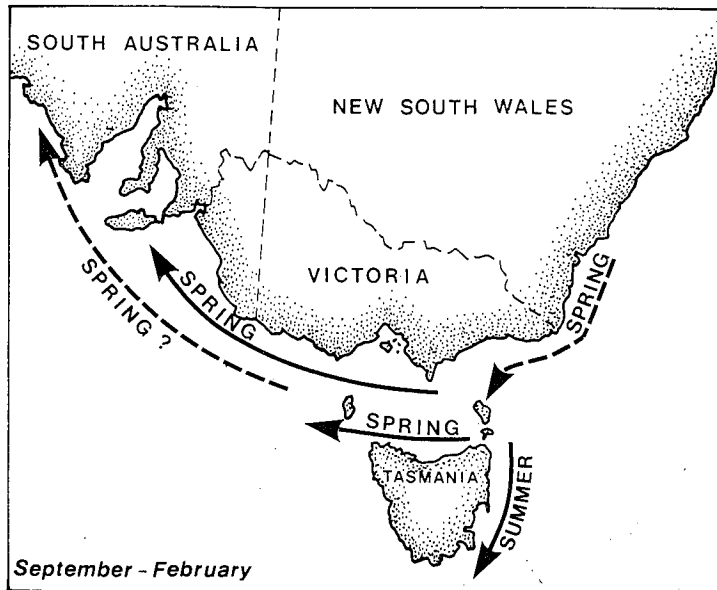 SOUTH AUSTRALIA
NEW SOUTH WALES
VICTORIA
SPRING
SPRING
SPRING ?
SPRING
TASMANIA
SUMMER
September - February